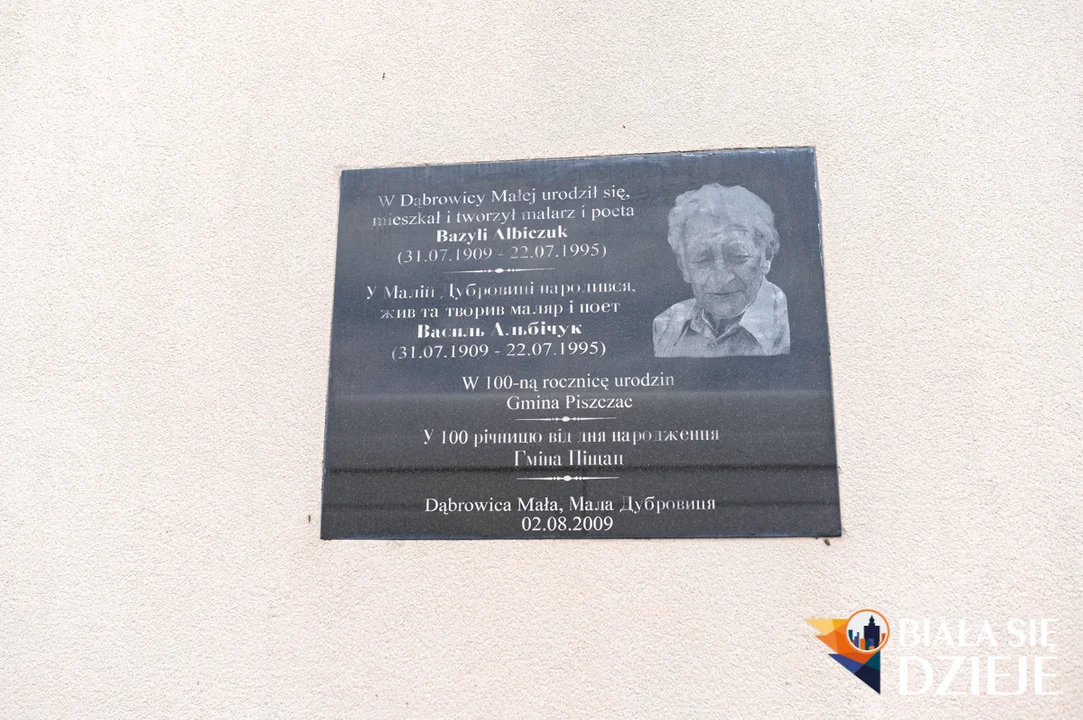 W Dąbrowicy Małej urodził się,
mieszkał i tworzył malarz i poeta
Bazyli Albiczuk
(31.07.1909 - 22.07.1995)
У Малій Дубровиці народився,
жив та творив маляр і поет
Василь Альбічук
(31.07.1909 - 22.07.1995)
W 100-ną rocznicę urodzin
Gmina Piszczac
У 100 річницю від дня народження
Гміна Піщац
Dąbrowica Mała, Мала Дубровиця
02.08.2009
BIAŁA SIĘ
DZIEJE